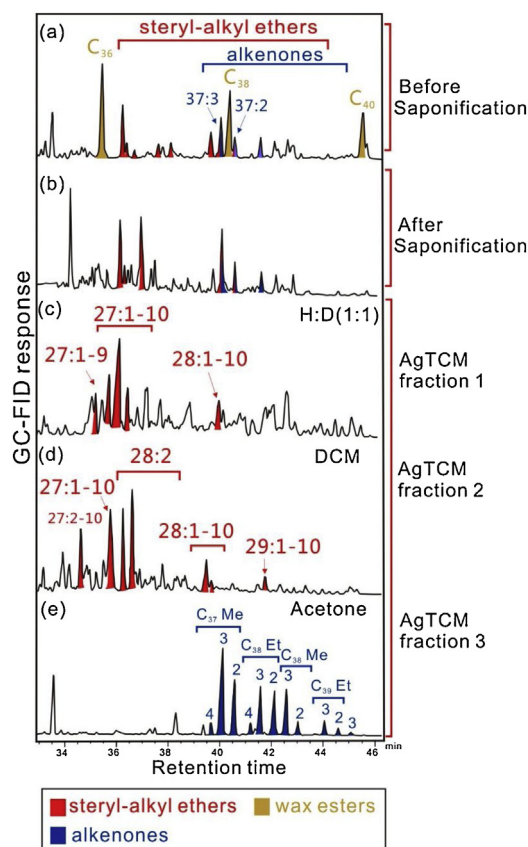 (a)
steryl-alkyl ethers
C36
alkenones
C38
37:3
37:2
C40
Before
Saponification
(b)
After
Saponification
GC-FID response
(c)
27:1-10
H:D(1:1)
27:1-9
28:1-10
AgTCM
fraction 1
(d)
28:2
DCM
27:1-10
27:2-10
28:1-10
29:1-10
AgTCM
fraction 2
(e)
Acetone
C37 Me
C38 Et
C38 Me
C39 Et
4 3 2 4 3 2 3 2 3 2 3
AgTCM
fraction 3
34 36 38 40 42 44 46 min
Retention time
steryl-alkyl ethers
wax esters
alkenones